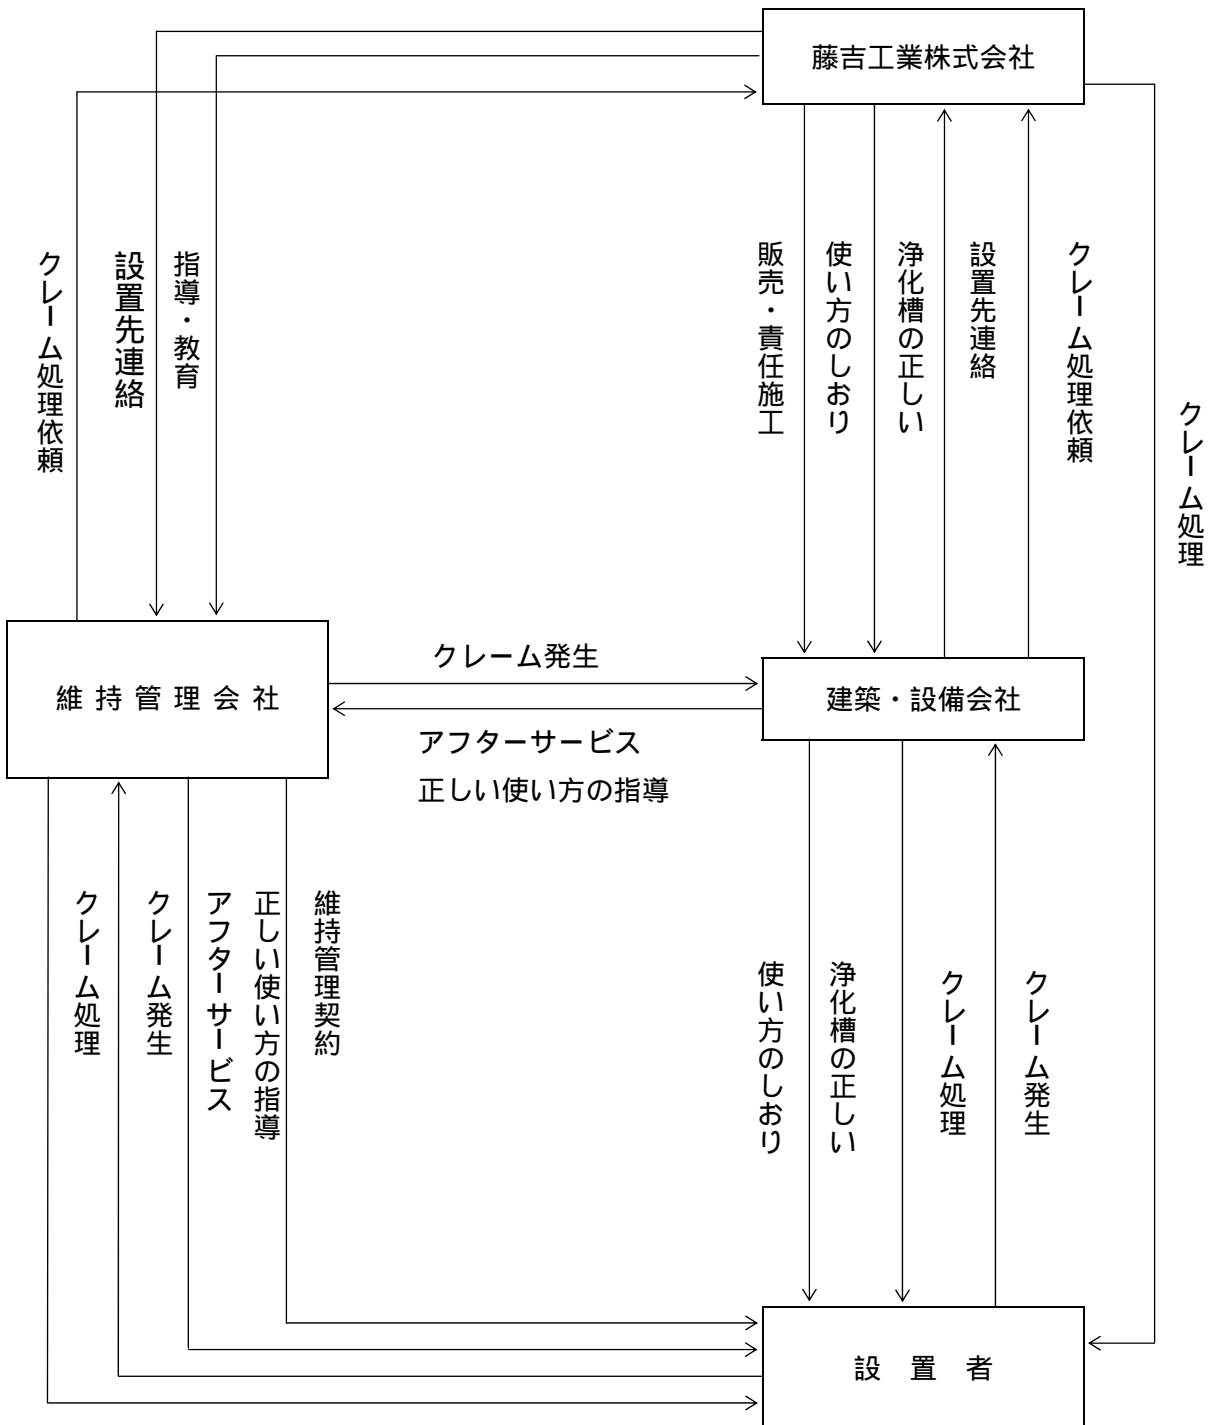 藤吉工業株式会社
クレーム処理依頼
設置先連絡
指導・教育
販売・責任施工
使い方のしおり
浄化槽の正しい
設置先連絡
クレーム処理依頼
クレーム処理
維持管理会社
クレーム発生
アフターサービス
正しい使い方の指導
建築・設備会社
クレーム処理
クレーム発生
アフターサービス
正しい使い方の指導
維持管理契約
使い方のしおり
浄化槽の正しい
クレーム処理
クレーム発生
設置者